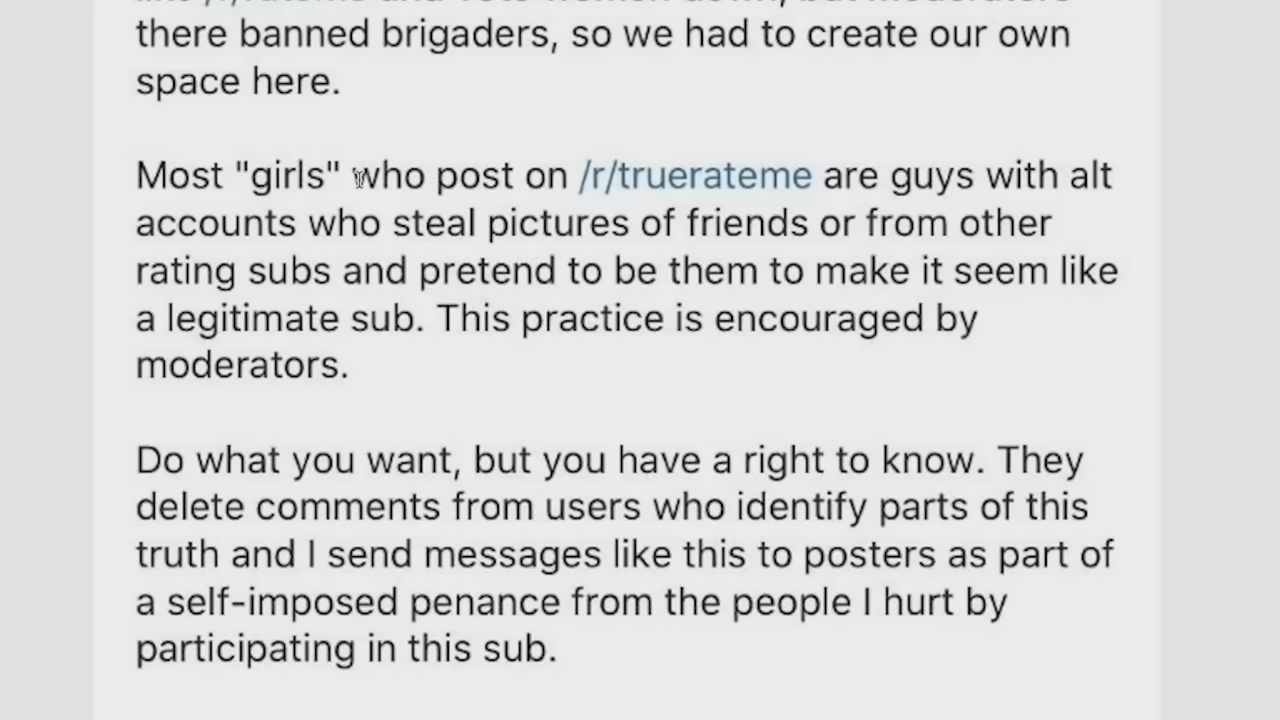 there banned brigaders, so we had to create our own
space here.
Most "girls" who post on /r/truerateme are guys with alt
accounts who steal pictures of friends or from other
rating subs and pretend to be them to make it seem like
a legitimate sub. This practice is encouraged by
moderators.
Do what you want, but you have a right to know. They
delete comments from users who identify parts of this
truth and I send messages like this to posters as part of
a self-imposed penance from the people I hurt by
participating in this sub.